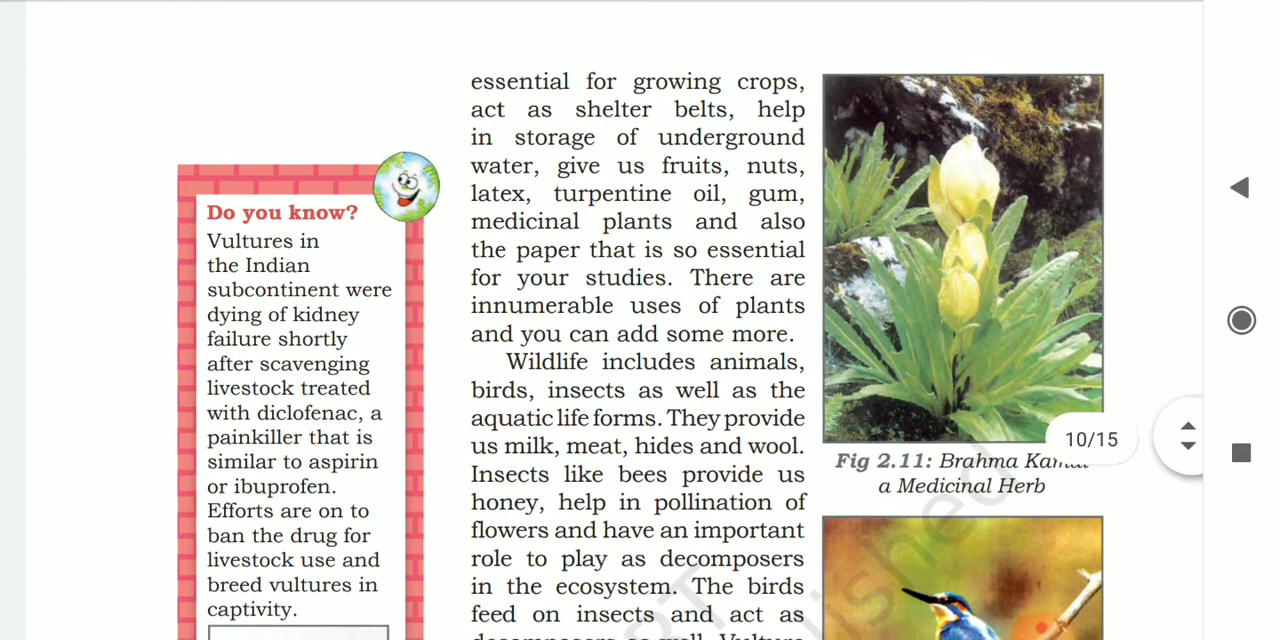 essential for growing crops,
act as shelter belts, help
in storage of underground
water, give us fruits, nuts,
latex, turpentine oil, gum,
medicinal plants and also
the paper that is so essential
for your studies. There are
innumerable uses of plants
and you can add some more.
Wildlife includes animals,
birds, insects as well as the
aquatic life forms. They provide
us milk, meat, hides and wool.
Insects like bees provide us
honey, help in pollination of
flowers and have an important
role to play as decomposers
in the ecosystem. The birds
feed on insects and act as
decomposers as well. Vulture
Do you know?
Vultures in
the Indian
subcontinent were
dying of kidney
failure shortly
after scavenging
livestock treated
with diclofenac, a
painkiller that is
similar to aspirin
or ibuprofen.
Efforts are on to
ban the drug for
livestock use and
breed vultures in
captivity.
10/15
Fig 2.11: Brahma Kamal
a Medicinal Herb